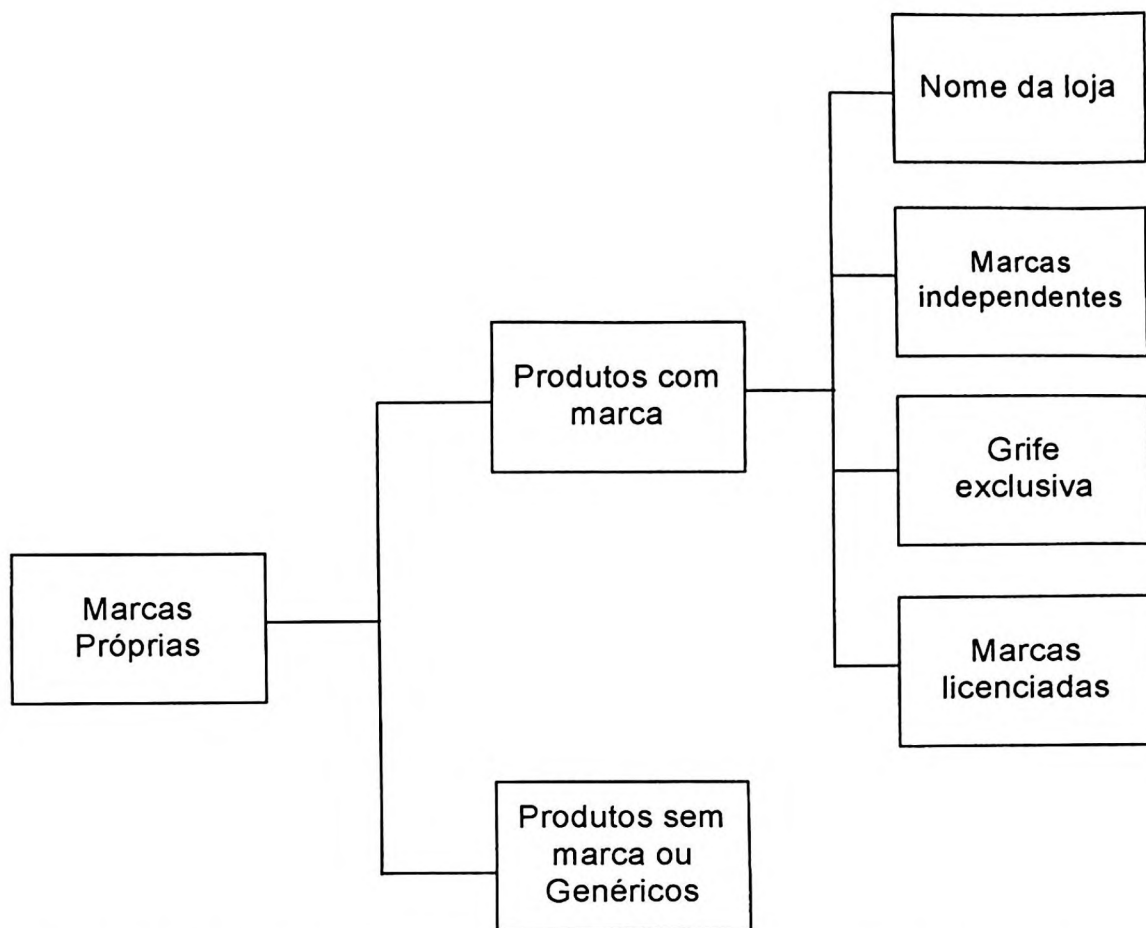 Nome da loja
Marcas
independentes
Produtos com
marca
Grife
exclusiva
Marcas
Próprias
Marcas
licenciadas
Produtos sem
marca ou
Genéricos